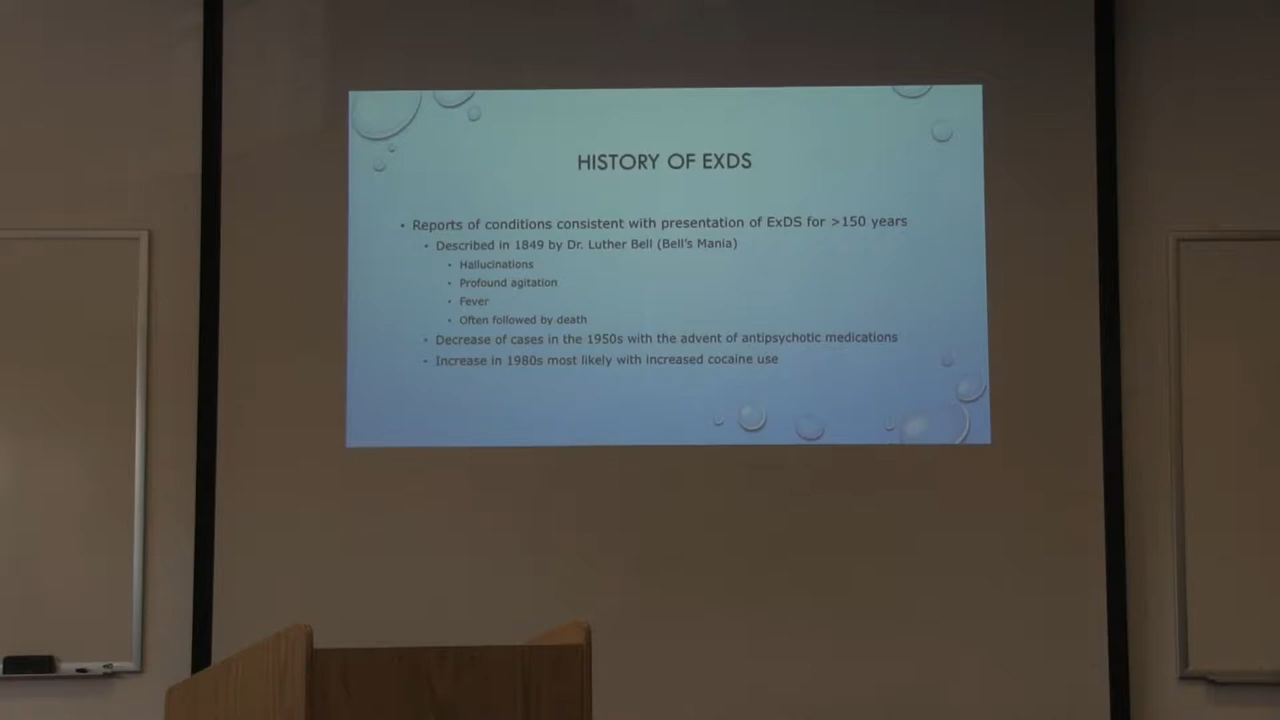 HISTORY OF EXDS
• Reports of conditions consistent with presentation of ExDS for >150 years
• Described in 1849 by Dr. Luther Bell (Bell's Mania)
• Hallucinations
• Profound agitation
• Fever
• Often followed by death
• Decrease of cases in the 1950s with the advent of antipsychotic medications
• Increase in 1980s most likely with increased cocaine use